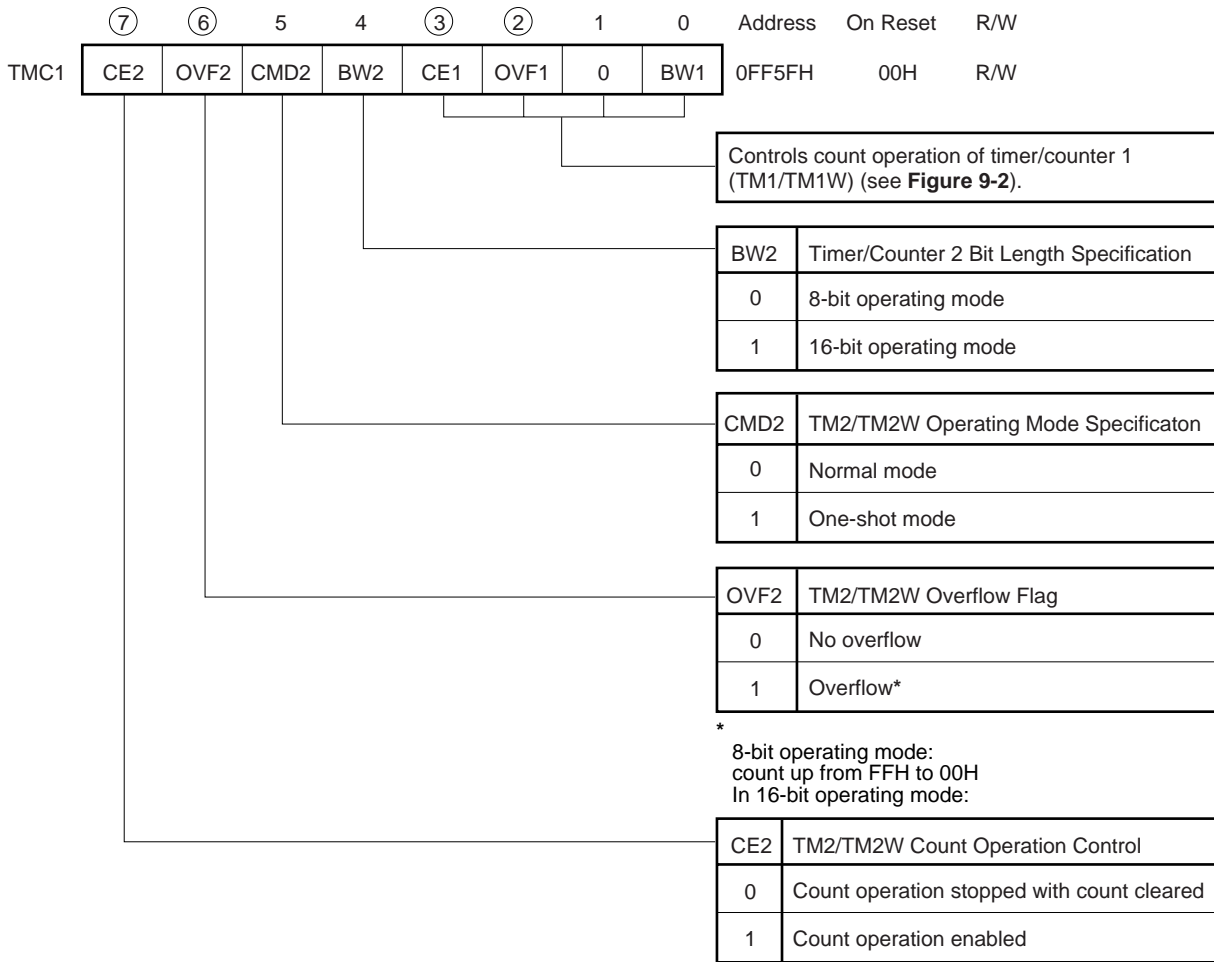 ⑦ ⑥ 5 4 ③ ② 1 0 Address On Reset R/W
TMC1 CE2 OVF2 CMD2 BW2 CE1 OVF1 0 BW1 0FF5FH 00H R/W
Controls count operation of timer/counter 1
(TM1/TM1W) (see Figure 9-2).
BW2 Timer/Counter 2 Bit Length Specification
0 8-bit operating mode
1 16-bit operating mode
CMD2 TM2/TM2W Operating Mode Specificaton
0 Normal mode
1 One-shot mode
OVF2 TM2/TM2W Overflow Flag
0 No overflow
1 Overflow*
*
8-bit operating mode:
count up from FFH to 00H
In 16-bit operating mode:
CE2 TM2/TM2W Count Operation Control
0 Count operation stopped with count cleared
1 Count operation enabled